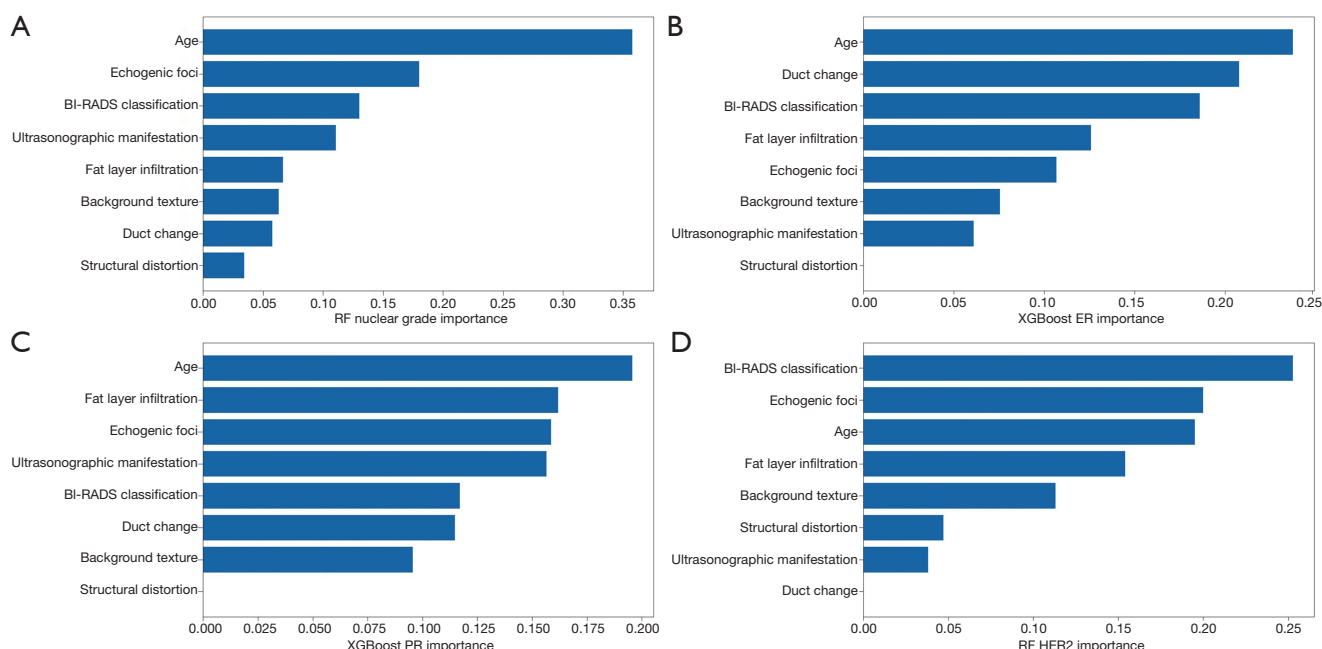 A
Age
Echogenic foci
BI-RADS classification
Ultrasonographic manifestation
Fat layer infiltration
Background texture
Duct change
Structural distortion
0.00 0.05 0.10 0.15 0.20 0.25 0.30 0.35
RF nuclear grade importance
B
Age
Duct change
BI-RADS classification
Fat layer infiltration
Echogenic foci
Background texture
Ultrasonographic manifestation
Structural distortion
0.00 0.05 0.10 0.15 0.20 0.25
XGBoost ER importance
C
Age
Fat layer infiltration
Echogenic foci
Ultrasonographic manifestation
BI-RADS classification
Duct change
Background texture
Structural distortion
0.000 0.025 0.050 0.075 0.100 0.125 0.150 0.175 0.200
XGBoost PR importance
D
BI-RADS classification
Echogenic foci
Age
Fat layer infiltration
Background texture
Structural distortion
Ultrasonographic manifestation
Duct change
0.00 0.05 0.10 0.15 0.20 0.25
RF HER2 importance